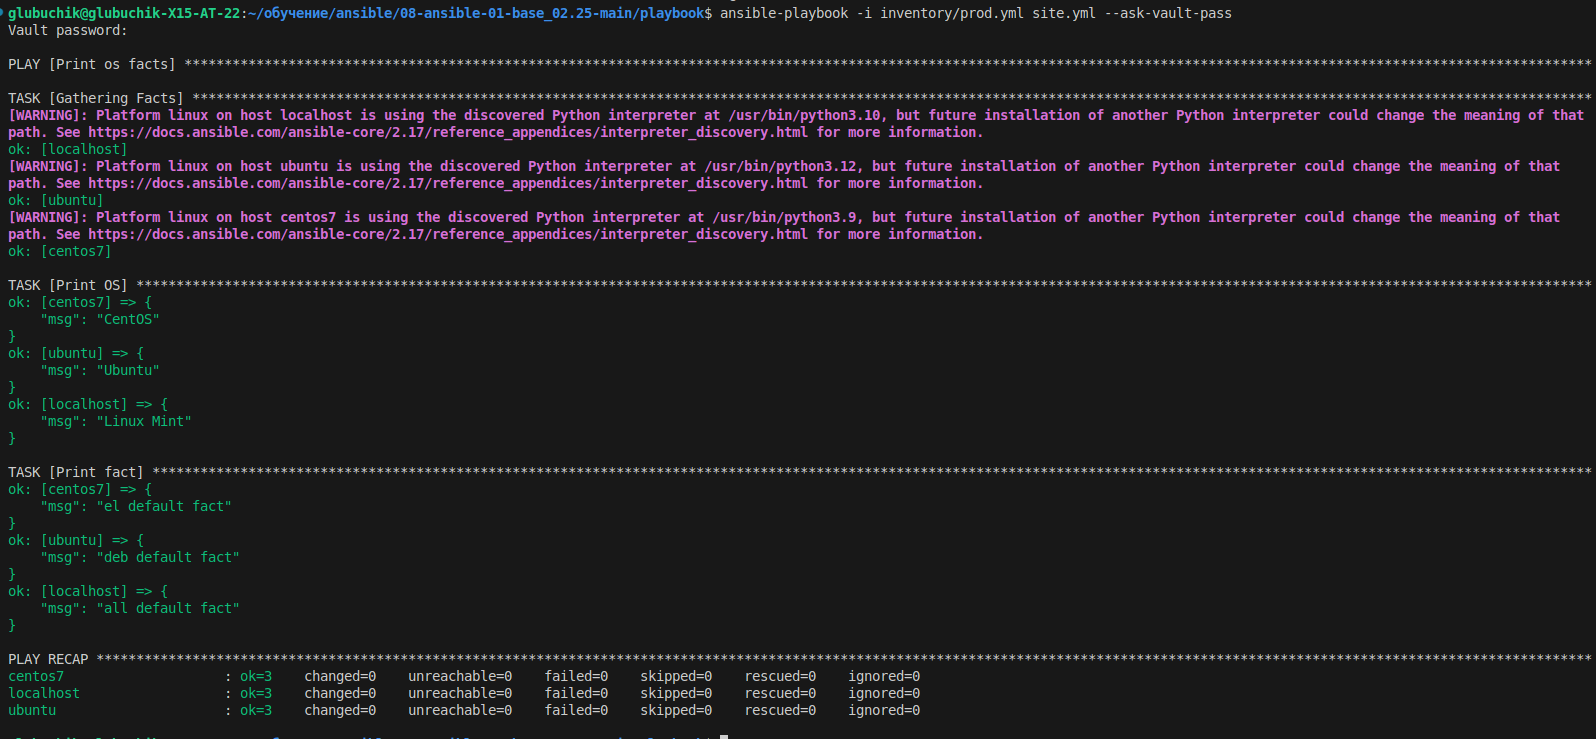 glubuchik@glubuchik-X15-AT-22:~/обучение/ansible/08-ansible-01-base_02.25-main/playbook$ ansible-playbook -i inventory/prod.yml site.yml --ask-vault-pass
Vault password:
PLAY [Print os facts] ********************************************************************************************************************************************************************************
TASK [Gathering Facts] *******************************************************************************************************************************************************************************
[WARNING]: Platform linux on host localhost is using the discovered Python interpreter at /usr/bin/python3.10, but future installation of another Python interpreter could change the meaning of that
path. See https://docs.ansible.com/ansible-core/2.17/reference_appendices/interpreter_discovery.html for more information.
ok: [localhost]
[WARNING]: Platform linux on host ubuntu is using the discovered Python interpreter at /usr/bin/python3.12, but future installation of another Python interpreter could change the meaning of that
path. See https://docs.ansible.com/ansible-core/2.17/reference_appendices/interpreter_discovery.html for more information.
ok: [ubuntu]
[WARNING]: Platform linux on host centos7 is using the discovered Python interpreter at /usr/bin/python3.9, but future installation of another Python interpreter could change the meaning of that
path. See https://docs.ansible.com/ansible-core/2.17/reference_appendices/interpreter_discovery.html for more information.
ok: [centos7]
TASK [Print OS] **************************************************************************************************************************************************************************************
ok: [centos7] => {
    "msg": "CentOS"
}
ok: [ubuntu] => {
    "msg": "Ubuntu"
}
ok: [localhost] => {
    "msg": "Linux Mint"
}
TASK [Print fact] ************************************************************************************************************************************************************************************
ok: [centos7] => {
    "msg": "el default fact"
}
ok: [ubuntu] => {
    "msg": "deb default fact"
}
ok: [localhost] => {
    "msg": "all default fact"
}
PLAY RECAP *******************************************************************************************************************************************************************************************
centos7                    : ok=3    changed=0    unreachable=0    failed=0    skipped=0    rescued=0    ignored=0
localhost                  : ok=3    changed=0    unreachable=0    failed=0    skipped=0    rescued=0    ignored=0
ubuntu                     : ok=3    changed=0    unreachable=0    failed=0    skipped=0    rescued=0    ignored=0